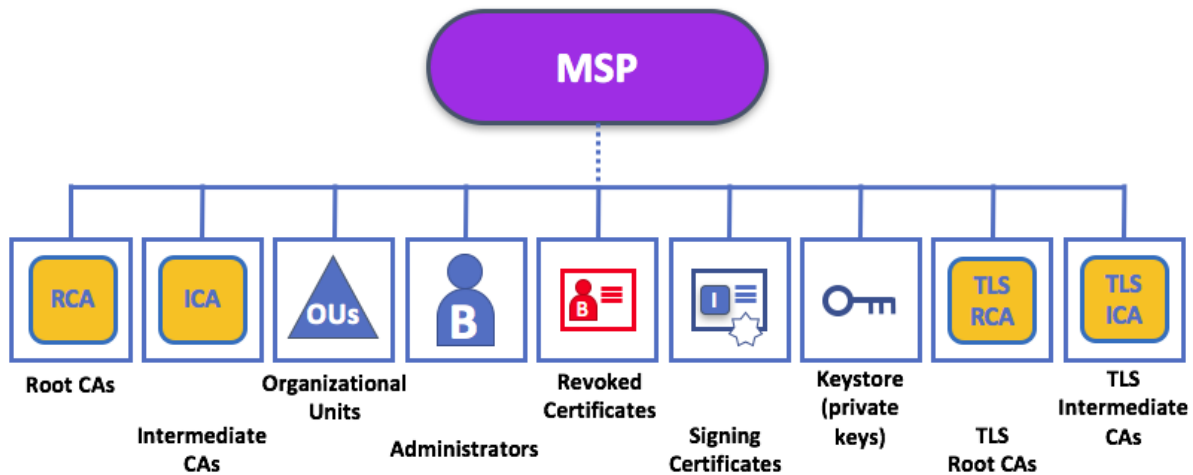 MSP
RCA
ICA
OUs
B
B
I
TLS
RCA
TLS
ICA
Root CAs
Intermediate
CAs
Organizational
Units
Administrators
Revoked
Certificates
Signing
Certificates
Keystore
(private
keys)
TLS
Root CAs
TLS
Intermediate
CAs